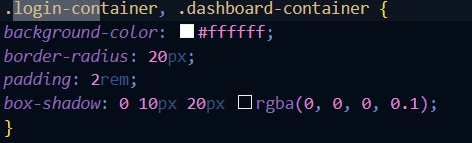 .login-container, .dashboard-container {
background-color: #ffffff;
border-radius: 20px;
padding: 2rem;
box-shadow: 0 10px 20px rgba(0, 0, 0, 0.1);
}